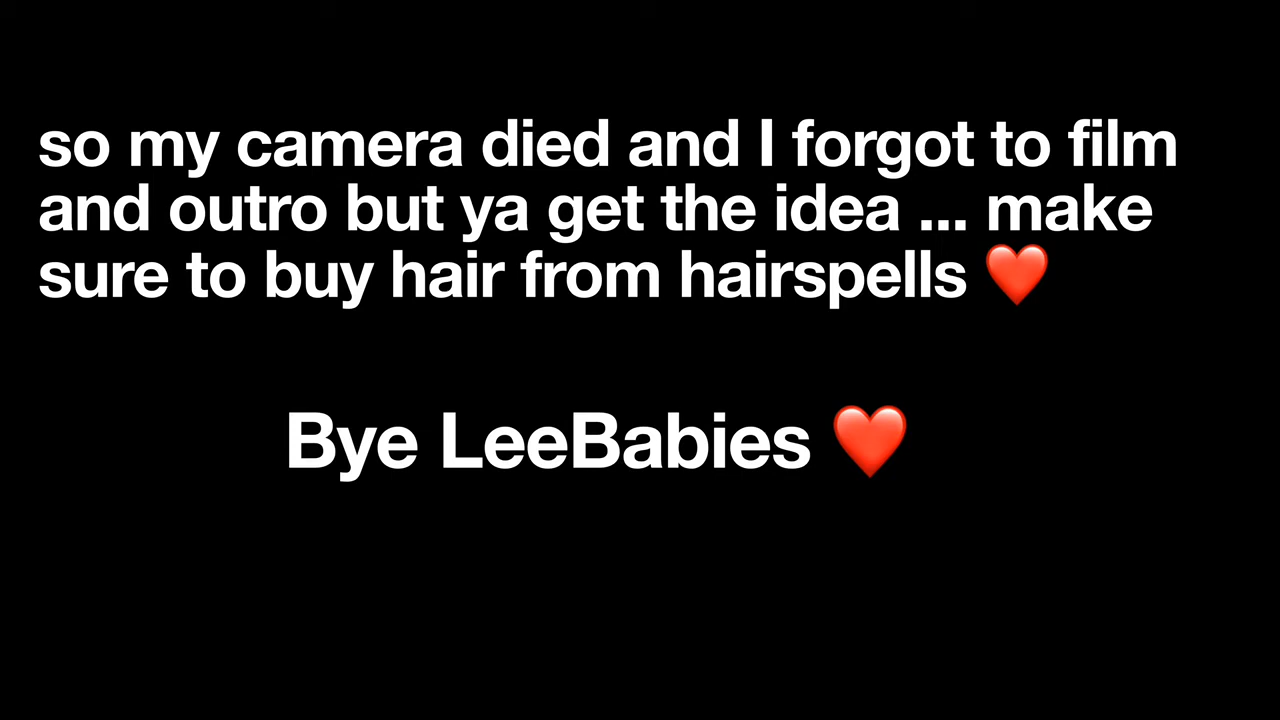 so my camera died and I forgot to film
and outro but ya get the idea ... make
sure to buy hair from hairspells ❤️
Bye LeeBabies ❤️